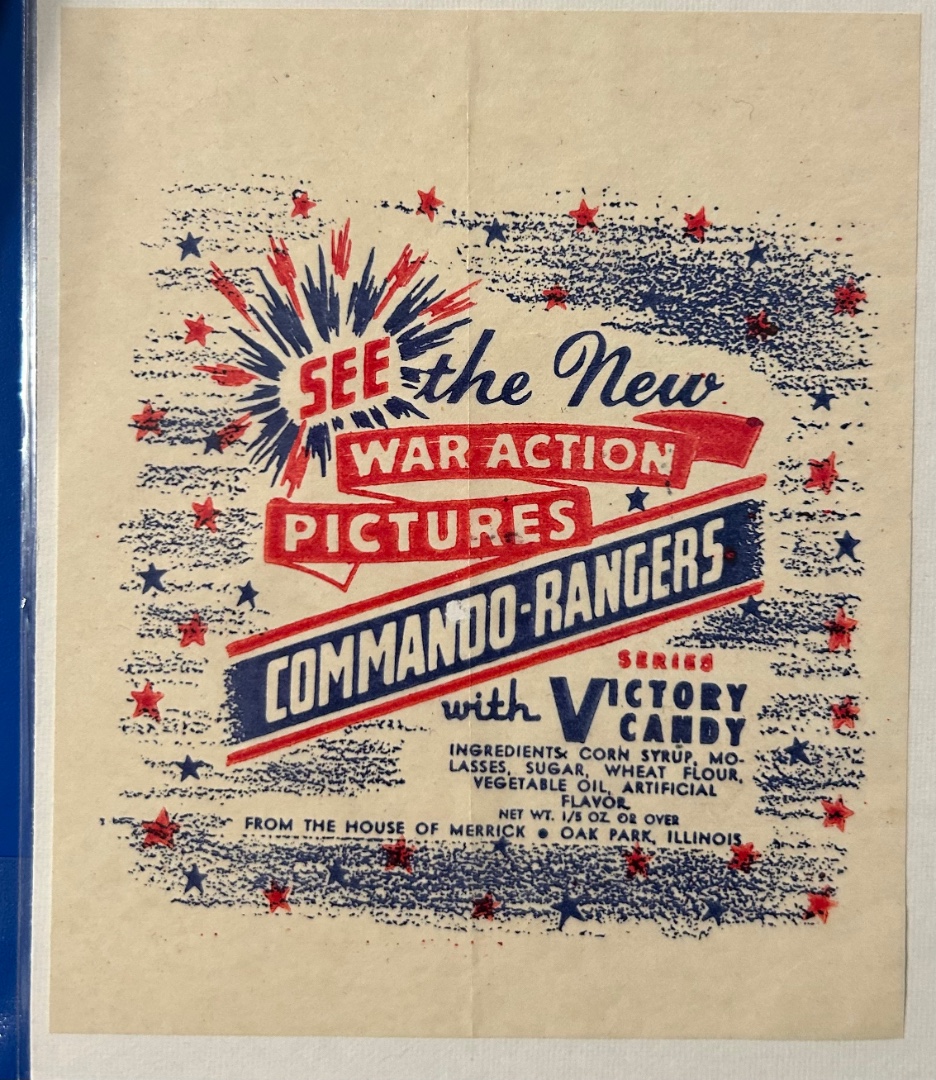 SEE the New
WAR ACTION
PICTURES
COMMANDO-RANGERS
SERIES
with VICTORY
CANDY
INGREDIENTS: CORN SYRUP, MO-
LASSES, SUGAR, WHEAT FLOUR,
VEGETABLE OIL, ARTIFICIAL
FLAVOR
NET WT. 1/5 OZ. OR OVER
FROM THE HOUSE OF MERRICK • OAK PARK, ILLINOIS